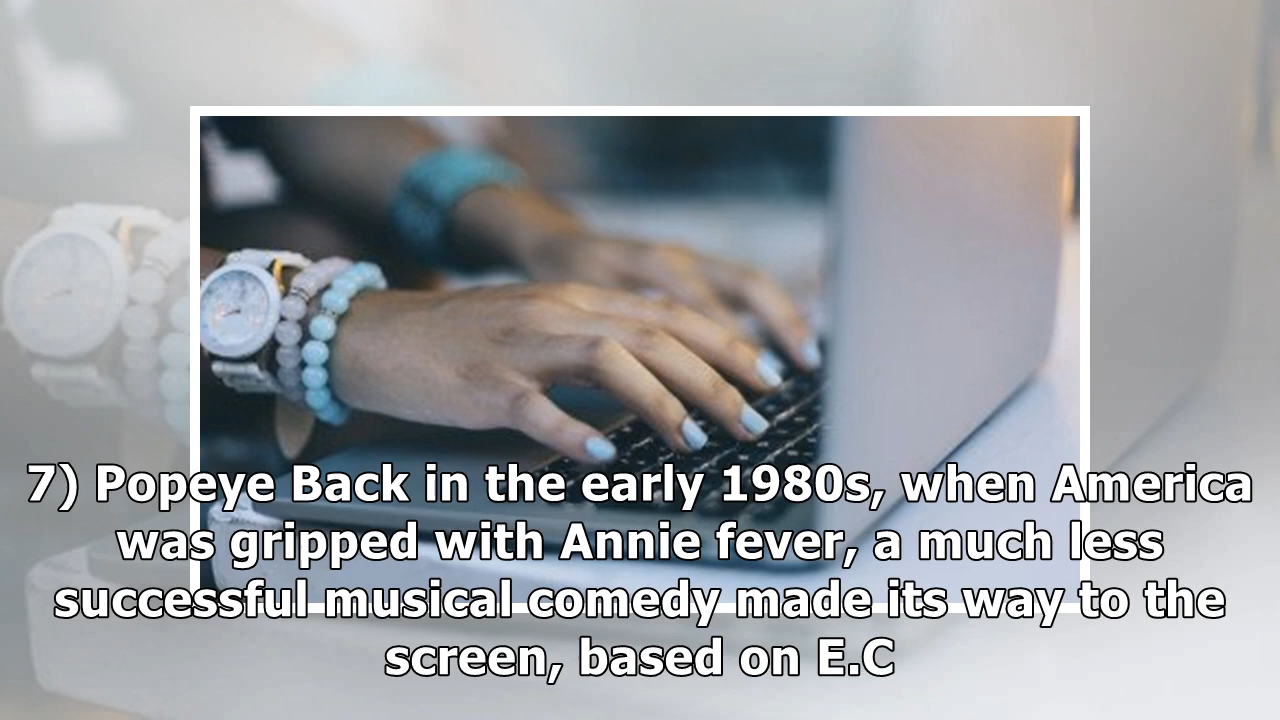 7) Popeye Back in the early 1980s, when America
was gripped with Annie fever, a much less
successful musical comedy made its way to the
screen, based on E.C